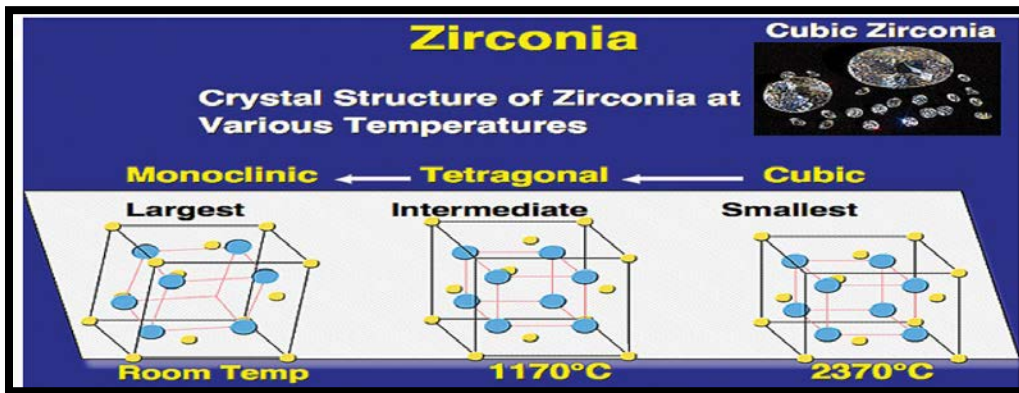 Zirconia
Cubic Zirconia
Crystal Structure of Zirconia at
Various Temperatures
Monoclinic Tetragonal Cubic
Largest Intermediate Smallest
Room Temp 1170°C 2370°C